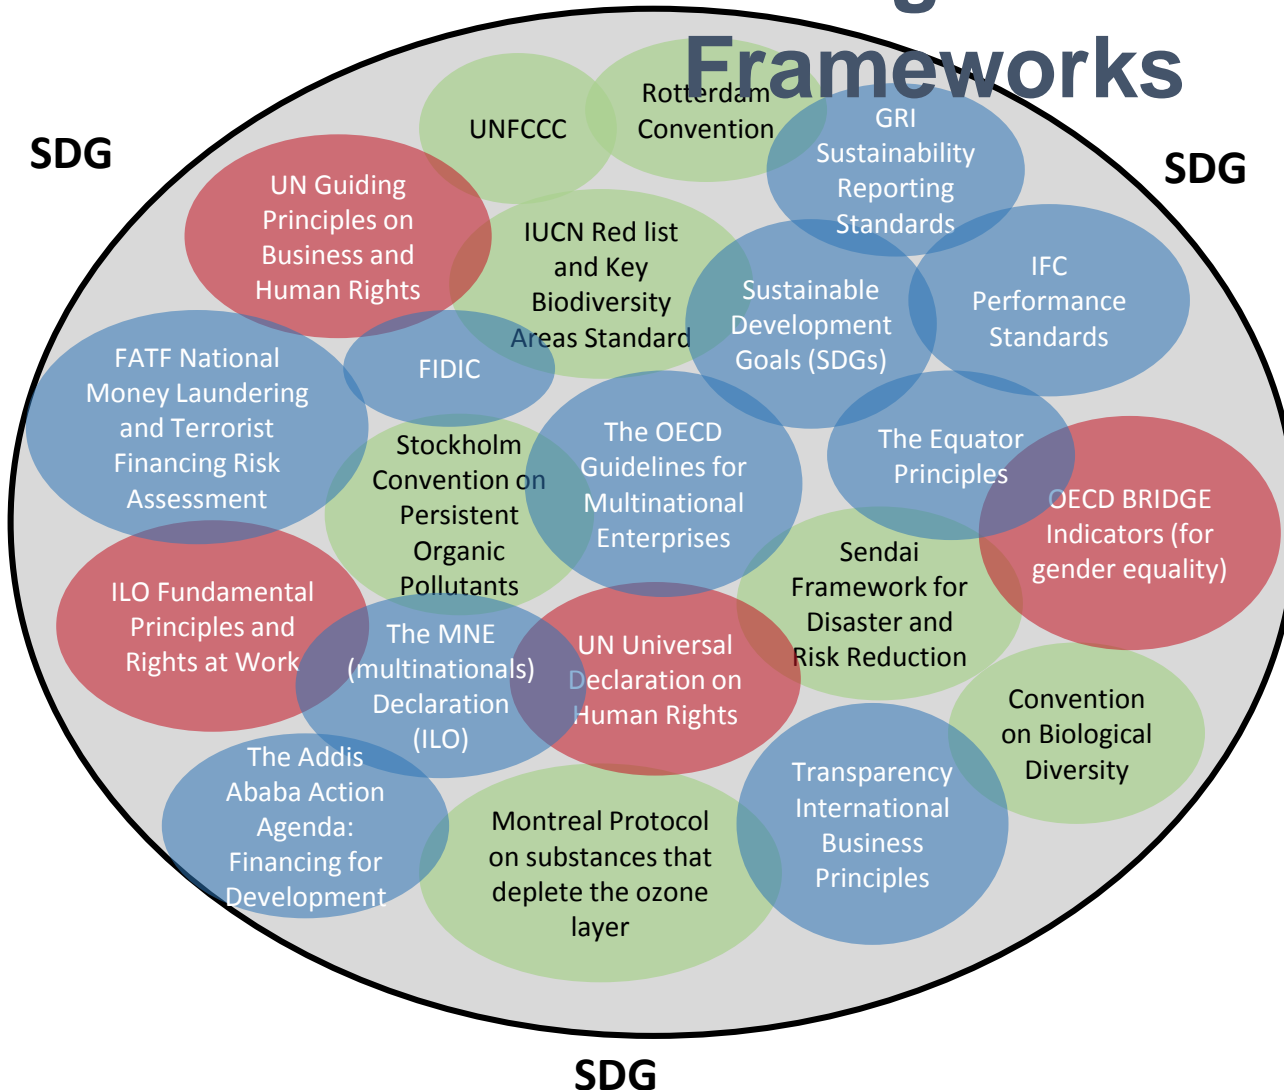 Frameworks
SDG
SDG
UNFCCC
Rotterdam
Convention
GRI
Sustainability
Reporting
Standards
UN Guiding
Principles on
Business and
Human Rights
IUCN Red list
and Key
Biodiversity
Areas Standard
Sustainable
Development
Goals (SDGs)
IFC
Performance
Standards
FATF National
Money Laundering
and Terrorist
Financing Risk
Assessment
FIDIC
Stockholm
Convention on
Persistent
Organic
Pollutants
The OECD
Guidelines for
Multinational
Enterprises
The Equator
Principles
OECD BRIDGE
Indicators (for
gender equality)
ILO Fundamental
Principles and
Rights at Work
The MNE
(multinationals)
Declaration
(ILO)
UN Universal
Declaration on
Human Rights
Sendai
Framework for
Disaster and
Risk Reduction
Convention
on Biological
Diversity
The Addis
Ababa Action
Agenda:
Financing for
Development
Montreal Protocol
on substances that
deplete the ozone
layer
Transparency
International
Business
Principles
SDG